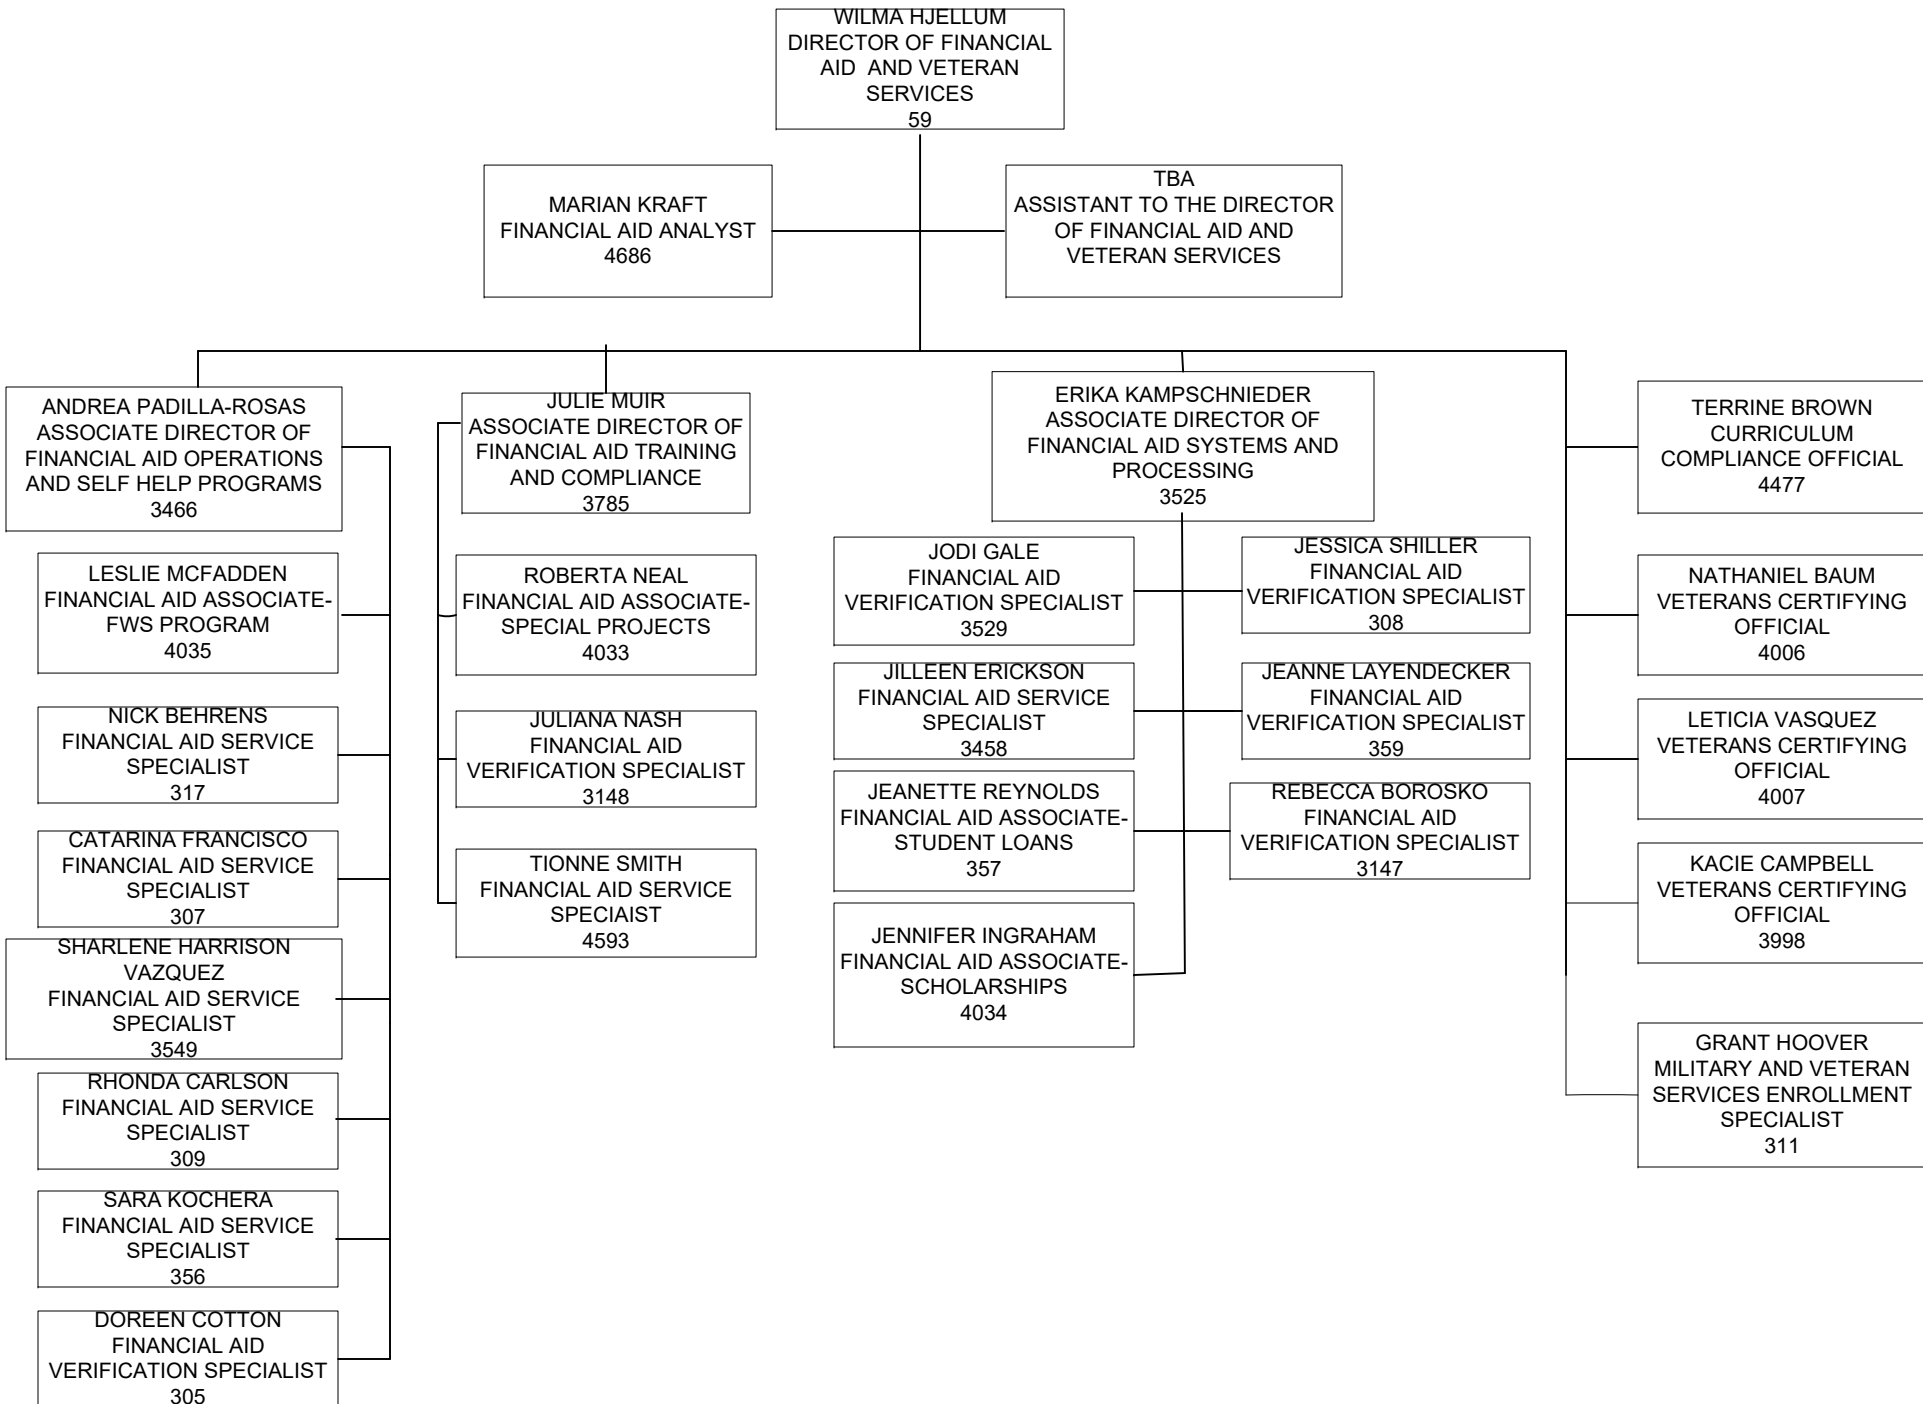 WILMA HJELLUM
DIRECTOR OF FINANCIAL
AID AND VETERAN
SERVICES
59
MARIAN KRAFT
FINANCIAL AID ANALYST
4686
TBA
ASSISTANT TO THE DIRECTOR
OF FINANCIAL AID AND
VETERAN SERVICES
ANDREA PADILLA-ROSAS
ASSOCIATE DIRECTOR OF
FINANCIAL AID OPERATIONS
AND SELF HELP PROGRAMS
3466
LESLIE MCFADDEN
FINANCIAL AID ASSOCIATE-
FWS PROGRAM
4035
NICK BEHRENS
FINANCIAL AID SERVICE
SPECIALIST
317
CATARINA FRANCISCO
FINANCIAL AID SERVICE
SPECIALIST
307
SHARLENE HARRISON
VAZQUEZ
FINANCIAL AID SERVICE
SPECIALIST
3549
RHONDA CARLSON
FINANCIAL AID SERVICE
SPECIALIST
309
SARA KOCHERA
FINANCIAL AID SERVICE
SPECIALIST
356
DOREEN COTTON
FINANCIAL AID
VERIFICATION SPECIALIST
305
JULIE MUIR
ASSOCIATE DIRECTOR OF
FINANCIAL AID TRAINING
AND COMPLIANCE
3785
ROBERTA NEAL
FINANCIAL AID ASSOCIATE-
SPECIAL PROJECTS
4033
JULIANA NASH
FINANCIAL AID
VERIFICATION SPECIALIST
3148
TIONNE SMITH
FINANCIAL AID SERVICE
SPECIAIST
4593
ERIKA KAMPSCHNIEDER
ASSOCIATE DIRECTOR OF
FINANCIAL AID SYSTEMS AND
PROCESSING
3525
JODI GALE
FINANCIAL AID
VERIFICATION SPECIALIST
3529
JESSICA SHILLER
FINANCIAL AID
VERIFICATION SPECIALIST
308
JILLEEN ERICKSON
FINANCIAL AID SERVICE
SPECIALIST
3458
JEANNE LAYENDECKER
FINANCIAL AID
VERIFICATION SPECIALIST
359
JEANETTE REYNOLDS
FINANCIAL AID ASSOCIATE-
STUDENT LOANS
357
REBECCA BOROSKO
FINANCIAL AID
VERIFICATION SPECIALIST
3147
JENNIFER INGRAHAM
FINANCIAL AID ASSOCIATE-
SCHOLARSHIPS
4034
TERRINE BROWN
CURRICULUM
COMPLIANCE OFFICIAL
4477
NATHANIEL BAUM
VETERANS CERTIFYING
OFFICIAL
4006
LETICIA VASQUEZ
VETERANS CERTIFYING
OFFICIAL
4007
KACIE CAMPBELL
VETERANS CERTIFYING
OFFICIAL
3998
GRANT HOOVER
MILITARY AND VETERAN
SERVICES ENROLLMENT
SPECIALIST
311